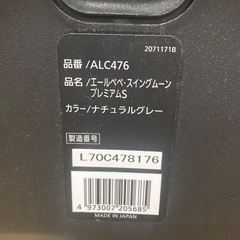 2071171B
品番 /ALC476
品名 /エールベベ・スイングムーン
プレミアムS
カラー/ナチュラルグレー
製造番号
L70C478176
4 973007 205685
MADE IN JAPAN